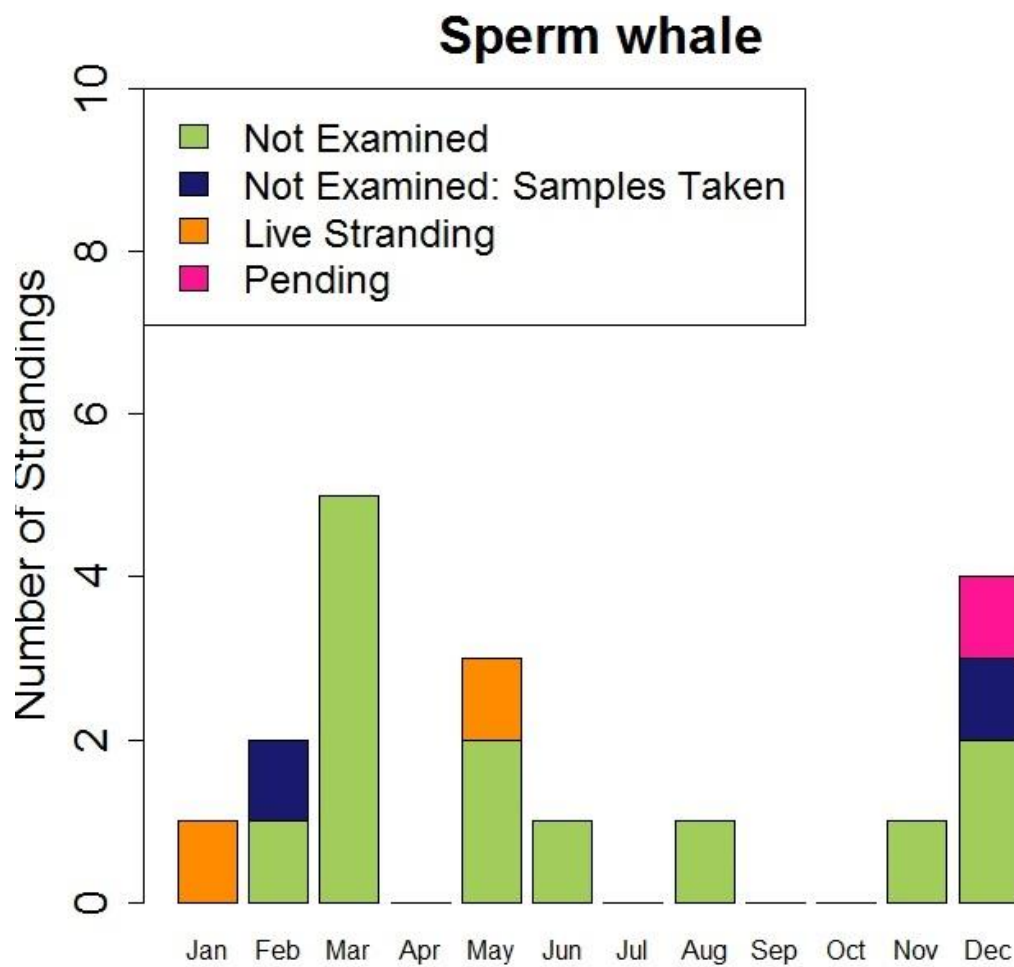 Sperm whale
10
8
6
4
2
0
Number of Strandings
Not Examined
Not Examined: Samples Taken
Live Stranding
Pending
Jan Feb Mar Apr May Jun Jul Aug Sep Oct Nov Dec